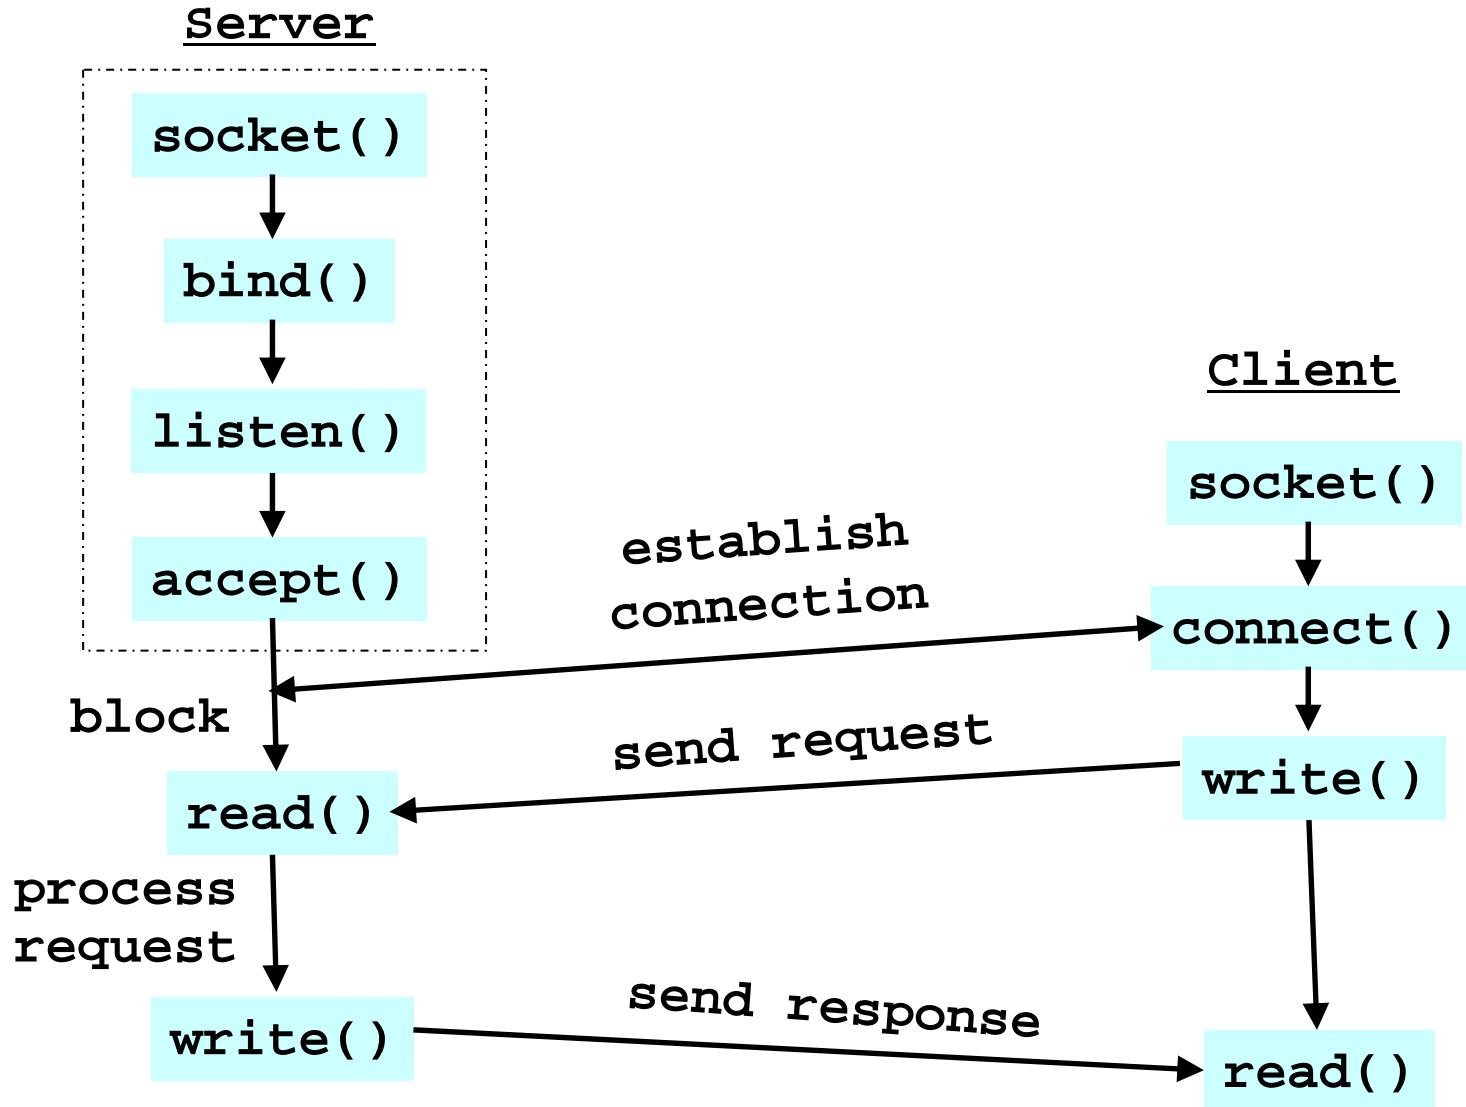 Server
socket()
bind()
listen()
accept()
block
read()
process
request
write()
establish
connection
send request
send response
Client
socket()
connect()
write()
read()